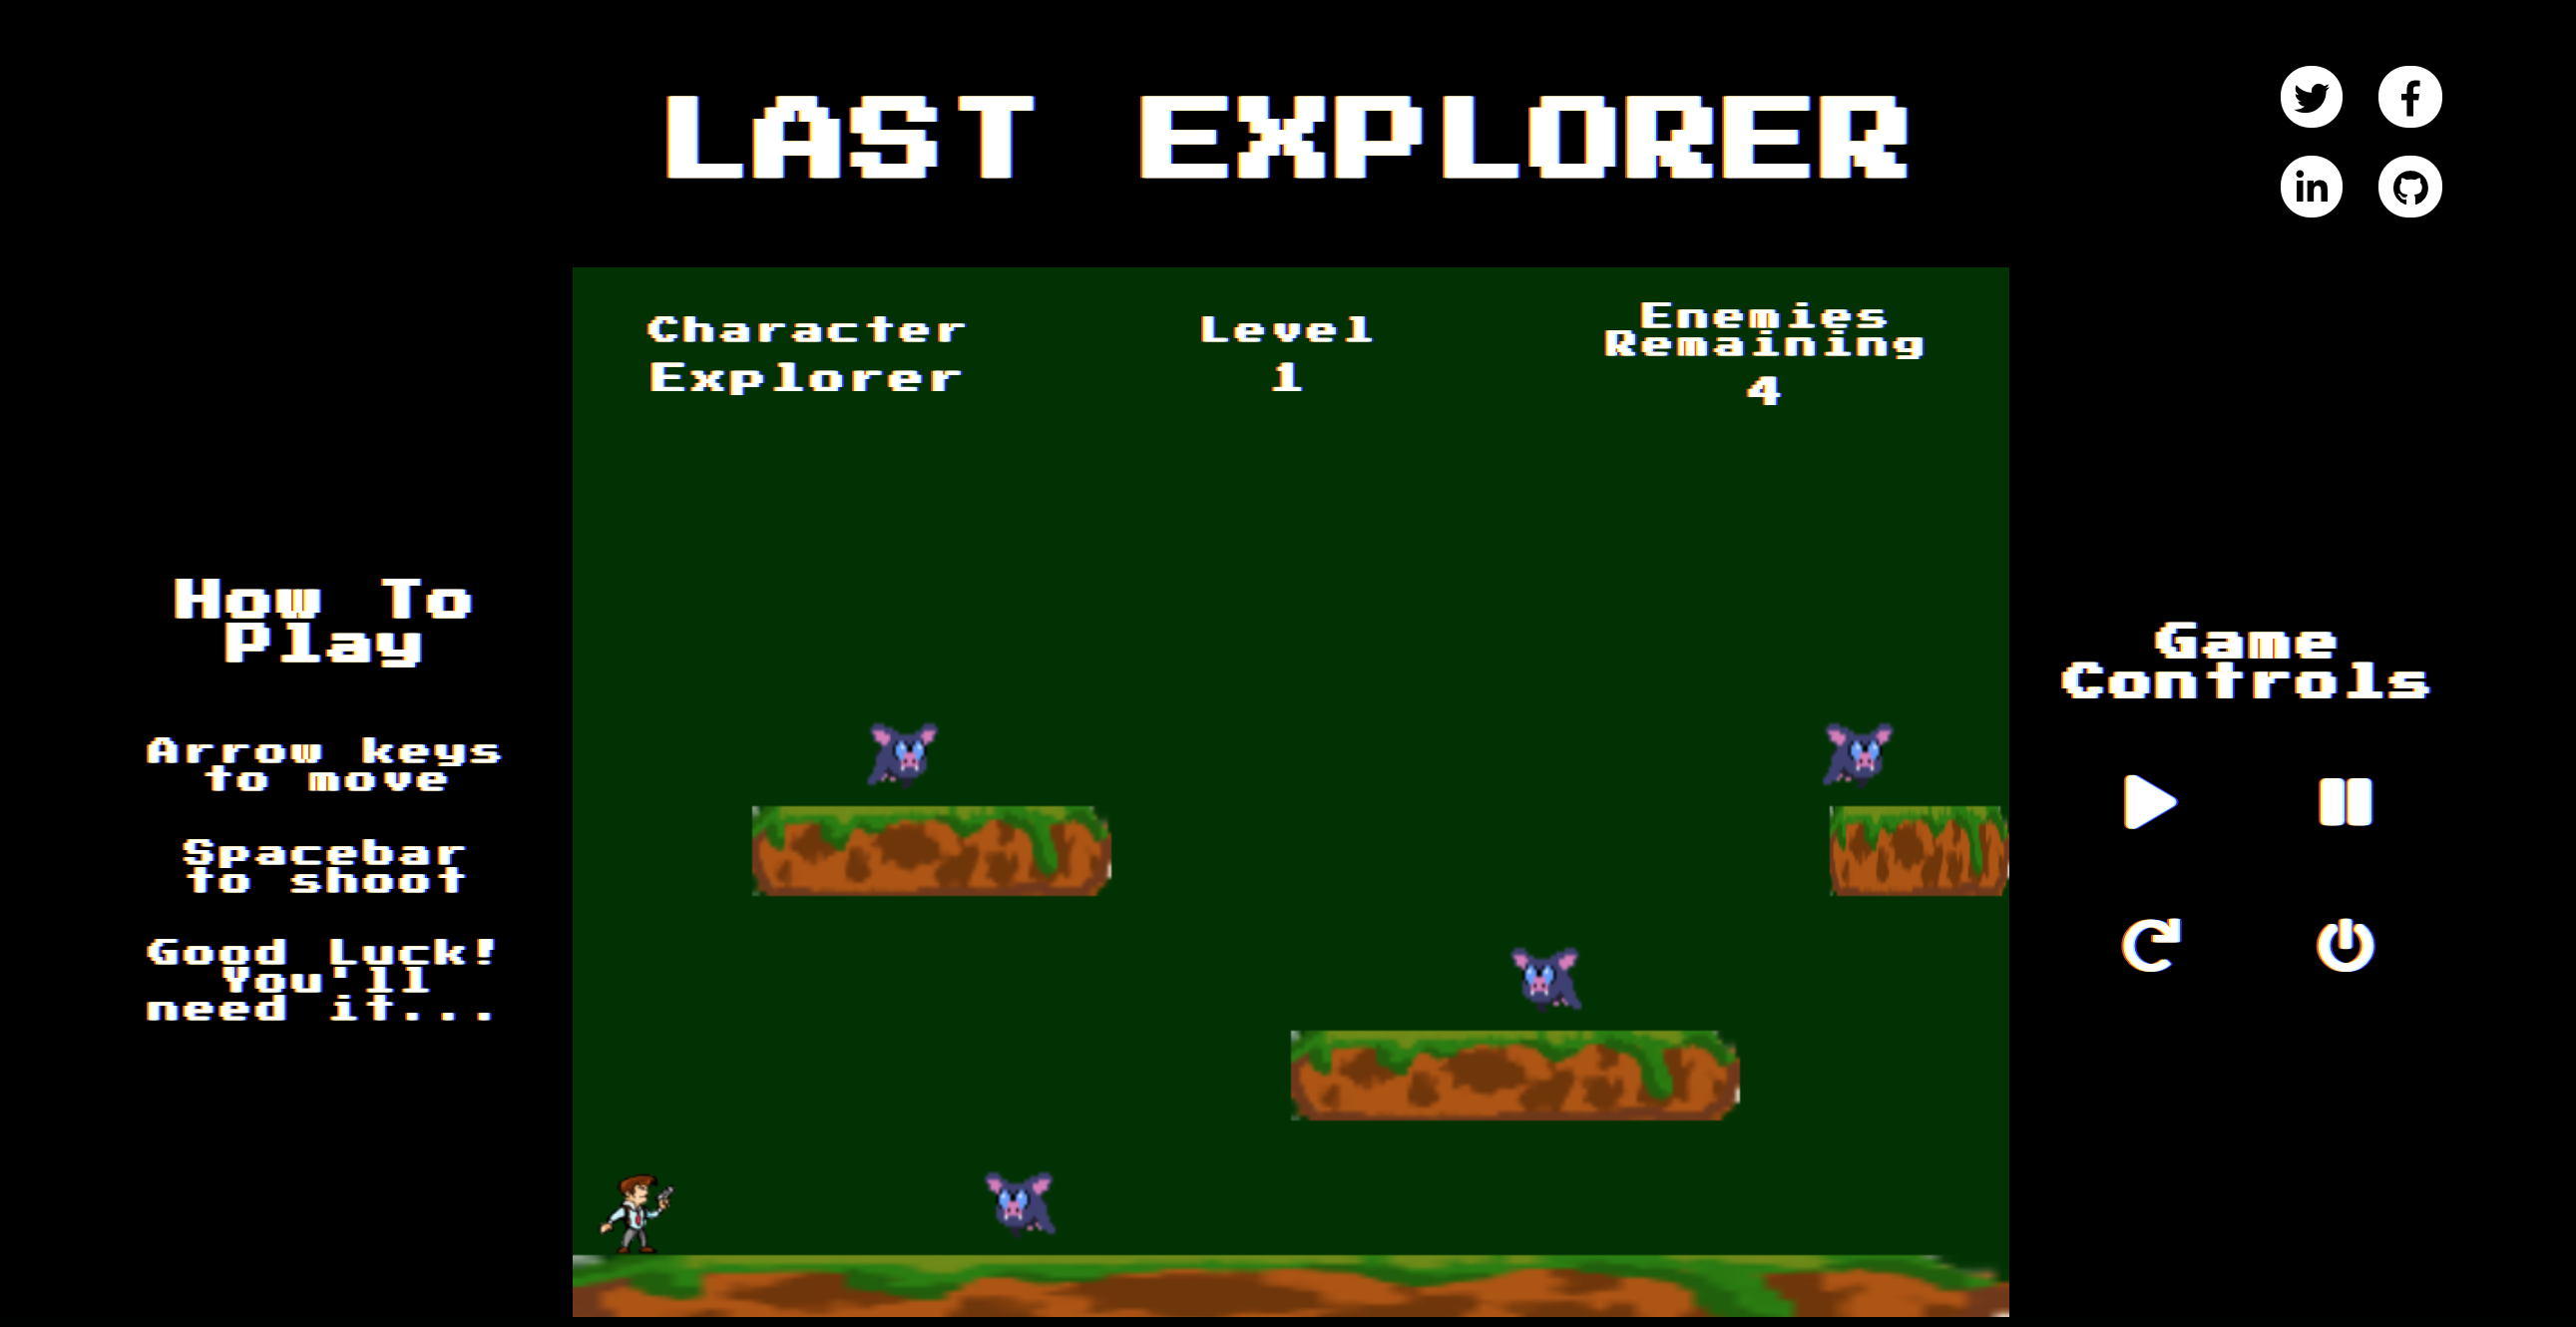 LAST EXPLORER
in
Character
Explorer
Level
1
Enemies
Remaining
4
How To
Play
Arrow keys
to move
Spacebar
to shoot
Good Luck!
You'll
need it...
Game
Controls